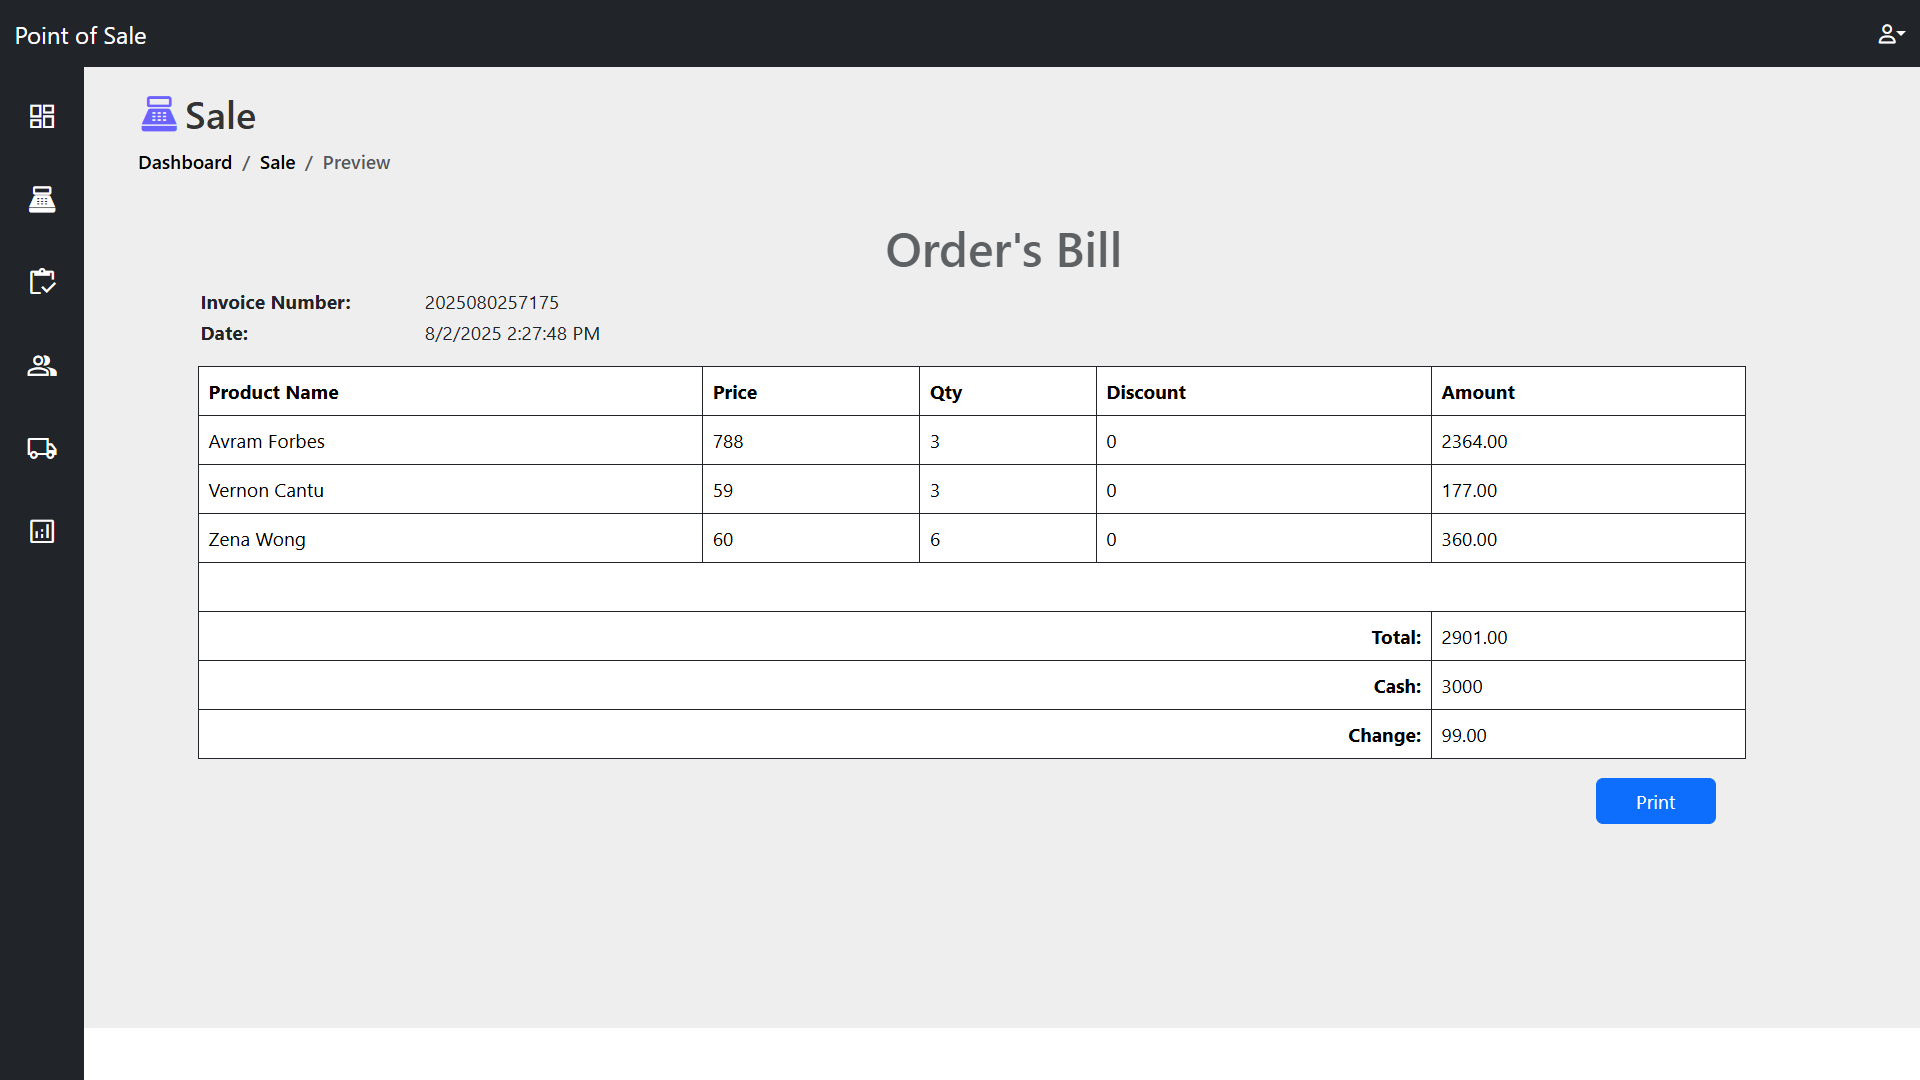 Point of Sale
Sale
Dashboard / Sale / Preview
Order's Bill
Invoice Number: 2025080257175
Date: 8/2/2025 2:27:48 PM
Product Name Price Qty Discount Amount
Avram Forbes 788 3 0 2364.00
Vernon Cantu 59 3 0 177.00
Zena Wong 60 6 0 360.00
Total: 2901.00
Cash: 3000
Change: 99.00
Print